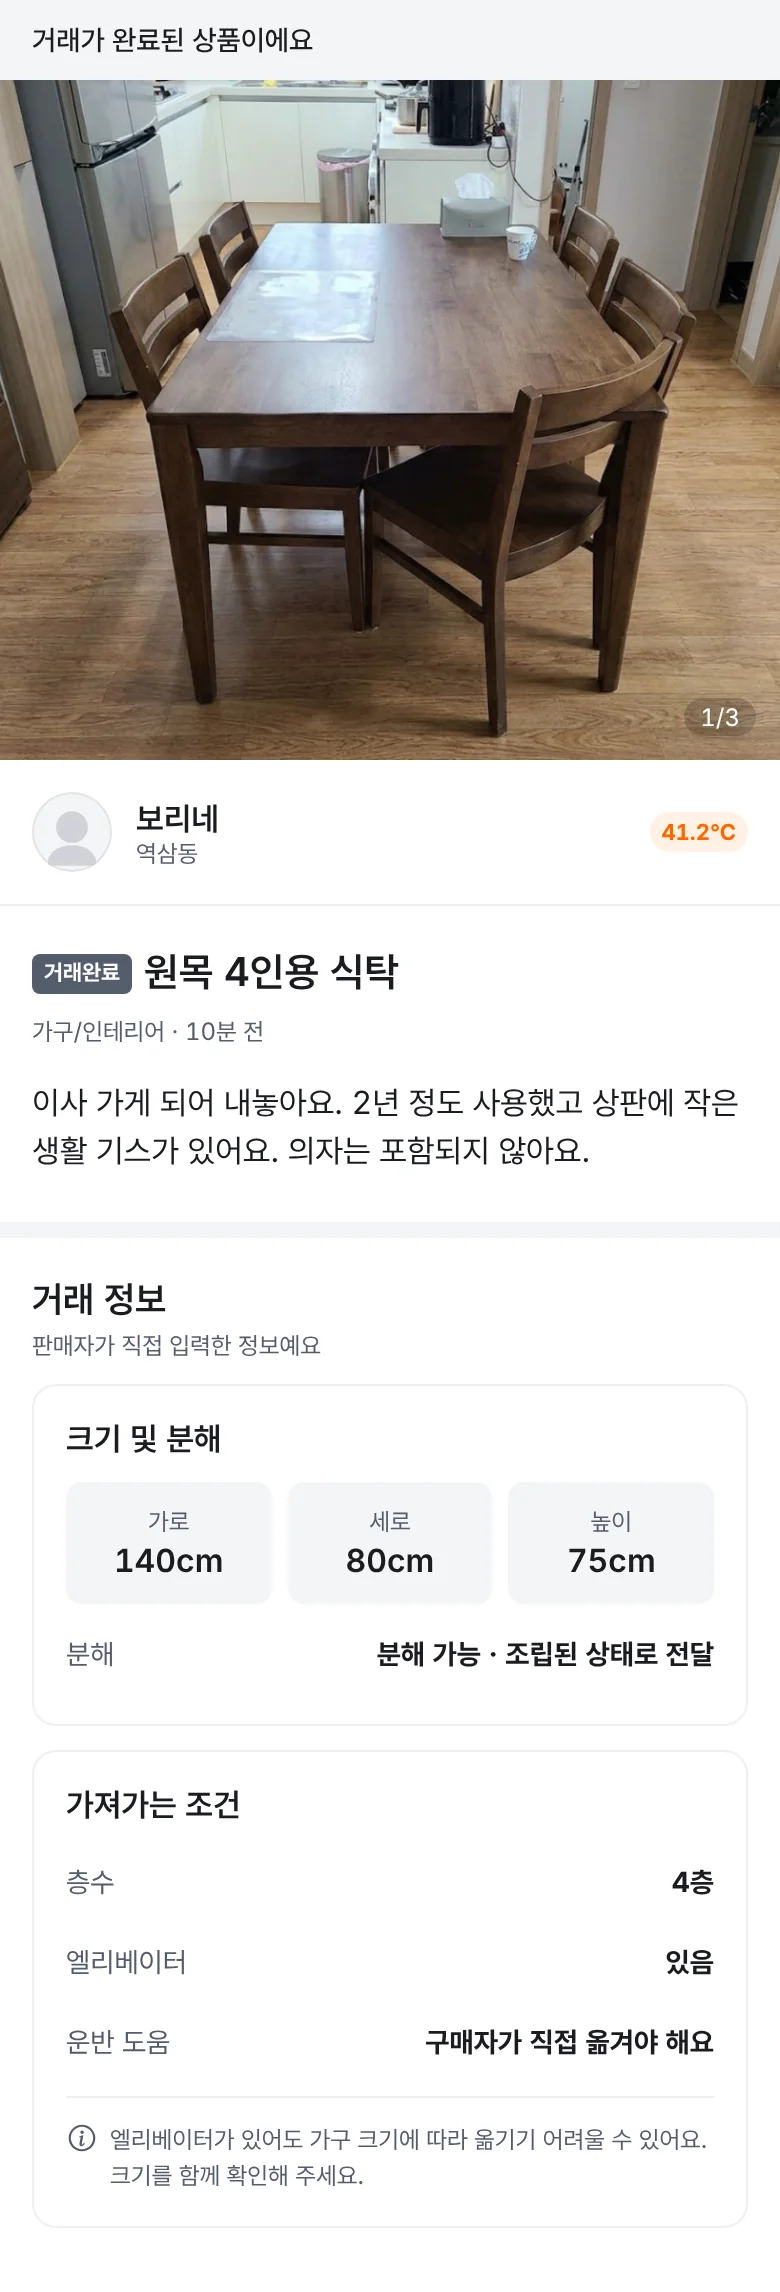 거래가 완료된 상품이에요
1/3
보리네
역삼동
41.2°C
거래완료 원목 4인용 식탁
가구/인테리어 · 10분 전
이사 가게 되어 내놓아요. 2년 정도 사용했고 상판에 작은
생활 기스가 있어요. 의자는 포함되지 않아요.
거래 정보
판매자가 직접 입력한 정보예요
크기 및 분해
가로 세로 높이
140cm 80cm 75cm
분해 분해 가능 · 조립된 상태로 전달
가져가는 조건
층수 4층
엘리베이터 있음
운반 도움 구매자가 직접 옮겨야 해요
엘리베이터가 있어도 가구 크기에 따라 옮기기 어려울 수 있어요.
크기를 함께 확인해 주세요.